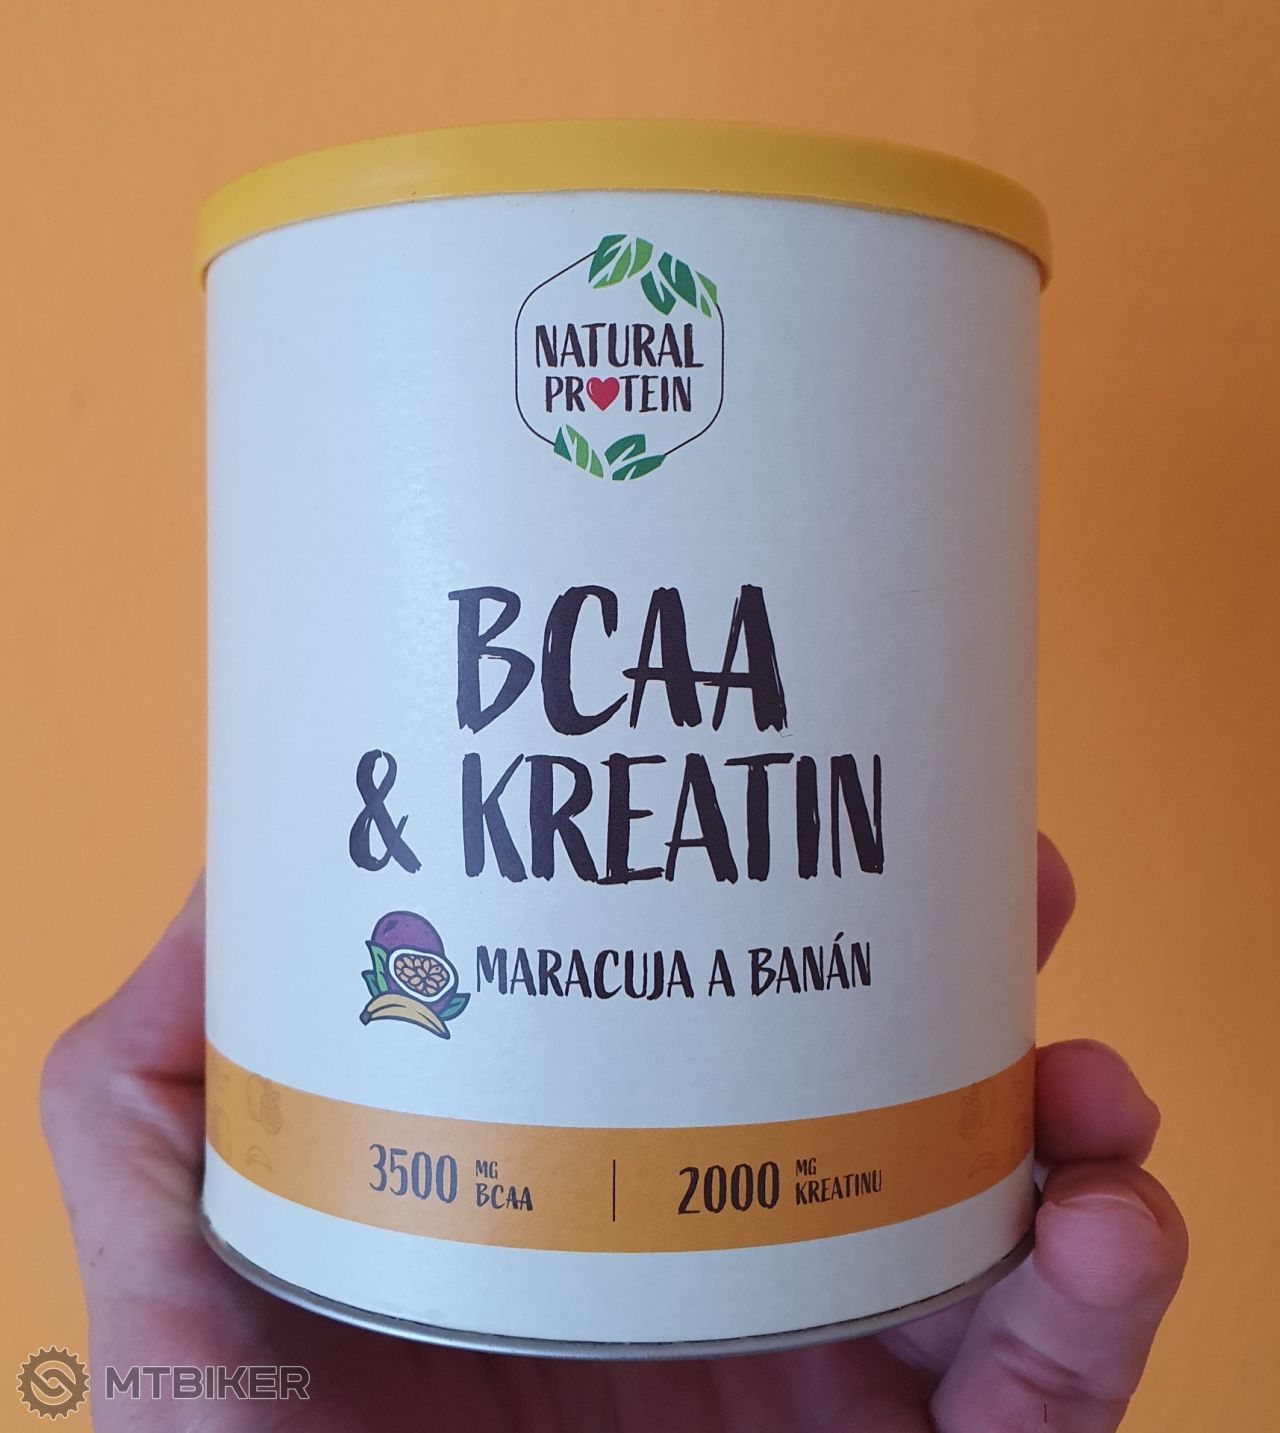 NATURAL
PROTEIN
BCAA
& KREATIN
MARACUJA A BANÁN
3500 MG BCAA | 2000 MG KREATINU
MTBIKER